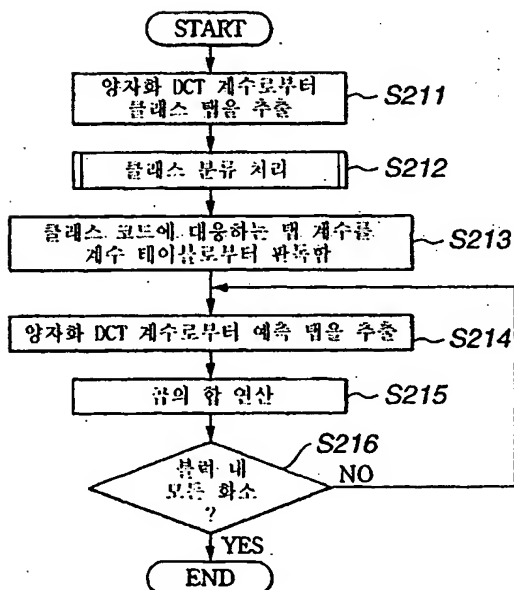 START
양자화 DCT 계수로부터
클래스 탭을 추출
S211
클래스 분류 처리
S212
클래스 코드에 대응하는 탭 계수를
계수 테이블로부터 판독함
S213
양자화 DCT 계수로부터 예측 탭을 추출
S214
곱의 합 연산
S215
S216
블럭 내
모든 화소
?
NO
YES
END